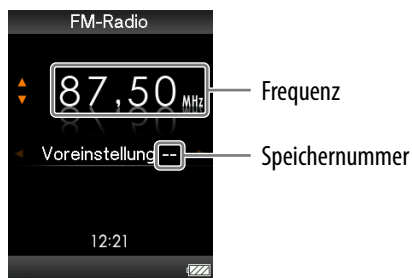 FM-Radio
87,50 MHz
Frequenz
Voreinstellung --
Speichernummer
12:21